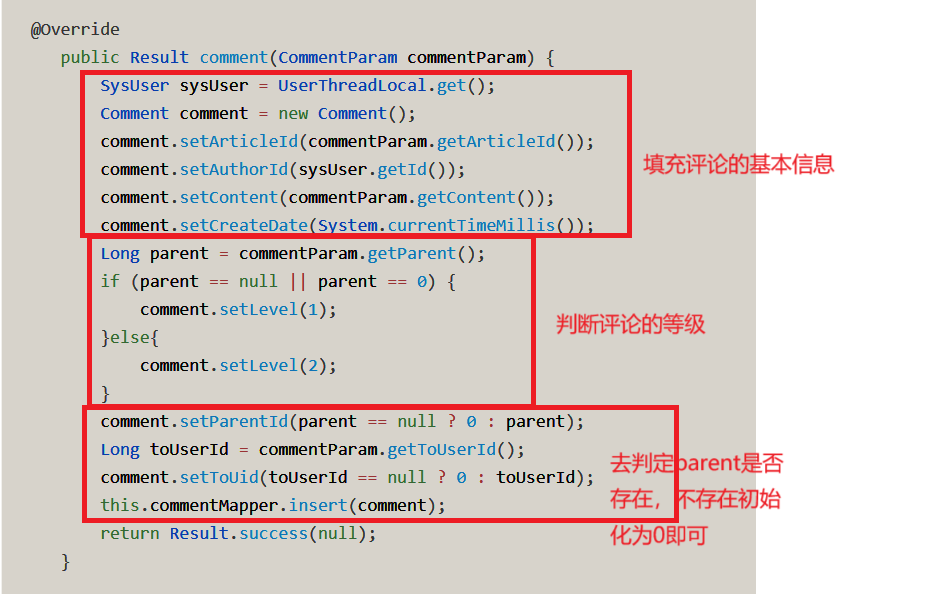 @Override
public Result comment(CommentParam commentParam) {
SysUser sysUser = UserThreadLocal.get();
Comment comment = new Comment();
comment.setArticleId(commentParam.getArticleId());
填充评论的基本信息
comment.setAuthorId(sysUser.getId());
comment.setContent(commentParam.getContent());
comment.setCreateDate(System.currentTimeMillis());
Long parent = commentParam.getParent();
if (parent == null || parent == 0) {
comment.setLevel(1);
判断评论的等级
}else{
comment.setLevel(2);
}
comment.setParentId(parent == null ? 0 : parent);
Long toUserId = commentParam.getToUserId();
comment.setToUid(toUserId == null ? 0 : toUserId);
this.commentMapper.insert(comment);
去判定parent是否
存在，不存在初始
化为0即可
return Result.success(null);
}